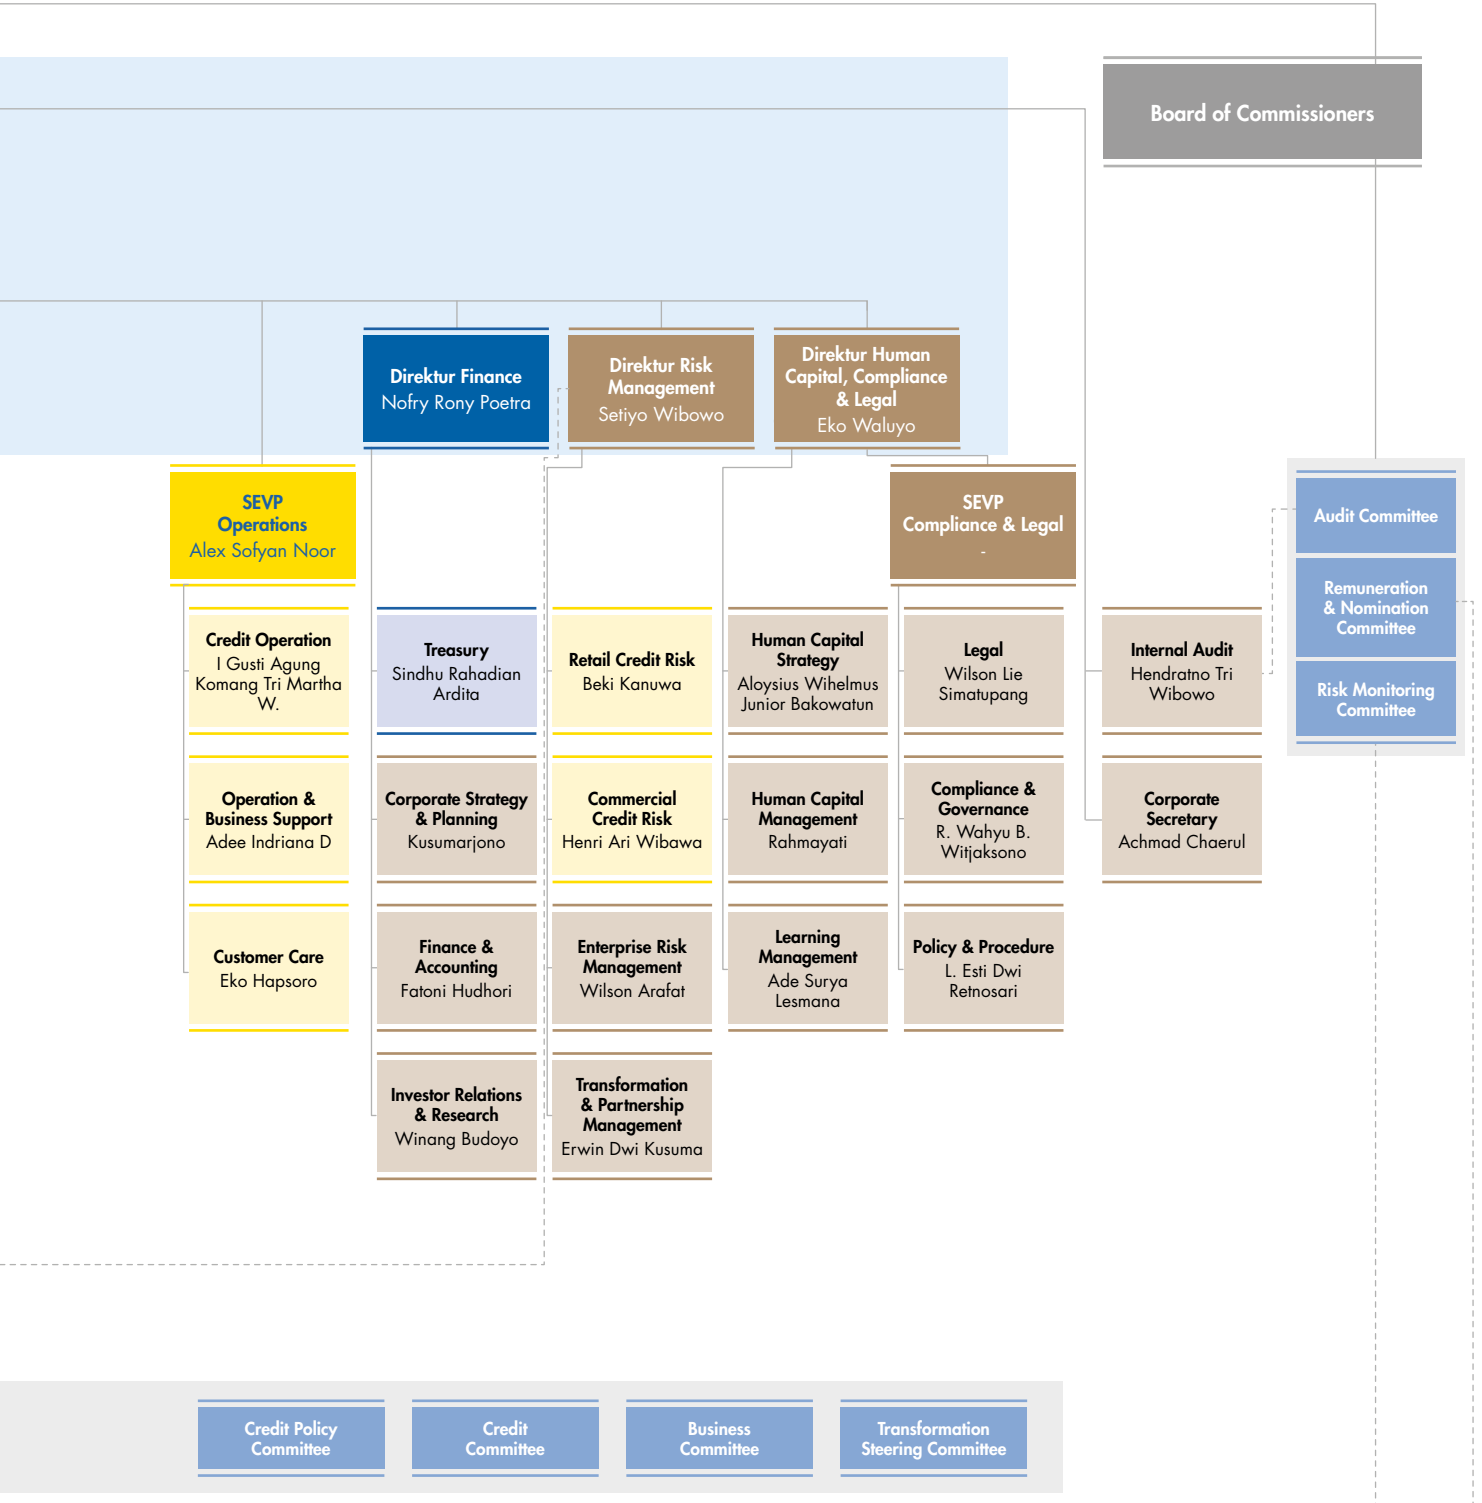 Board of Commissioners
Direktur Finance
Nofry Rony Poetra
Direktur Risk
Management
Setiyo Wibowo
Direktur Human
Capital, Compliance
& Legal
Eko Waluyo
SEVP
Operations
Alex Sofyan Noor
SEVP
Compliance & Legal
-
Audit Committee
Remuneration
& Nomination
Committee
Risk Monitoring
Committee
Credit Operation
I Gusti Agung
Komang Tri Martha
W.
Treasury
Sindhu Rahadian
Ardita
Retail Credit Risk
Beki Kanuwa
Human Capital
Strategy
Aloysius Wihelmus
Junior Bakowatun
Legal
Wilson Lie
Simatupang
Internal Audit
Hendratno Tri
Wibowo
Operation &
Business Support
Adee Indriana D
Corporate Strategy
& Planning
Kusumarjono
Commercial
Credit Risk
Henri Ari Wibawa
Human Capital
Management
Rahmayati
Compliance &
Governance
R. Wahyu B.
Witjaksono
Corporate
Secretary
Achmad Chaerul
Customer Care
Eko Hapsoro
Finance &
Accounting
Fatoni Hudhori
Enterprise Risk
Management
Wilson Arafat
Learning
Management
Ade Surya
Lesmana
Policy & Procedure
L. Esti Dwi
Retnosari
Investor Relations
& Research
Winang Budoyo
Transformation
& Partnership
Management
Erwin Dwi Kusuma
Credit Policy
Committee
Credit
Committee
Business
Committee
Transformation
Steering Committee